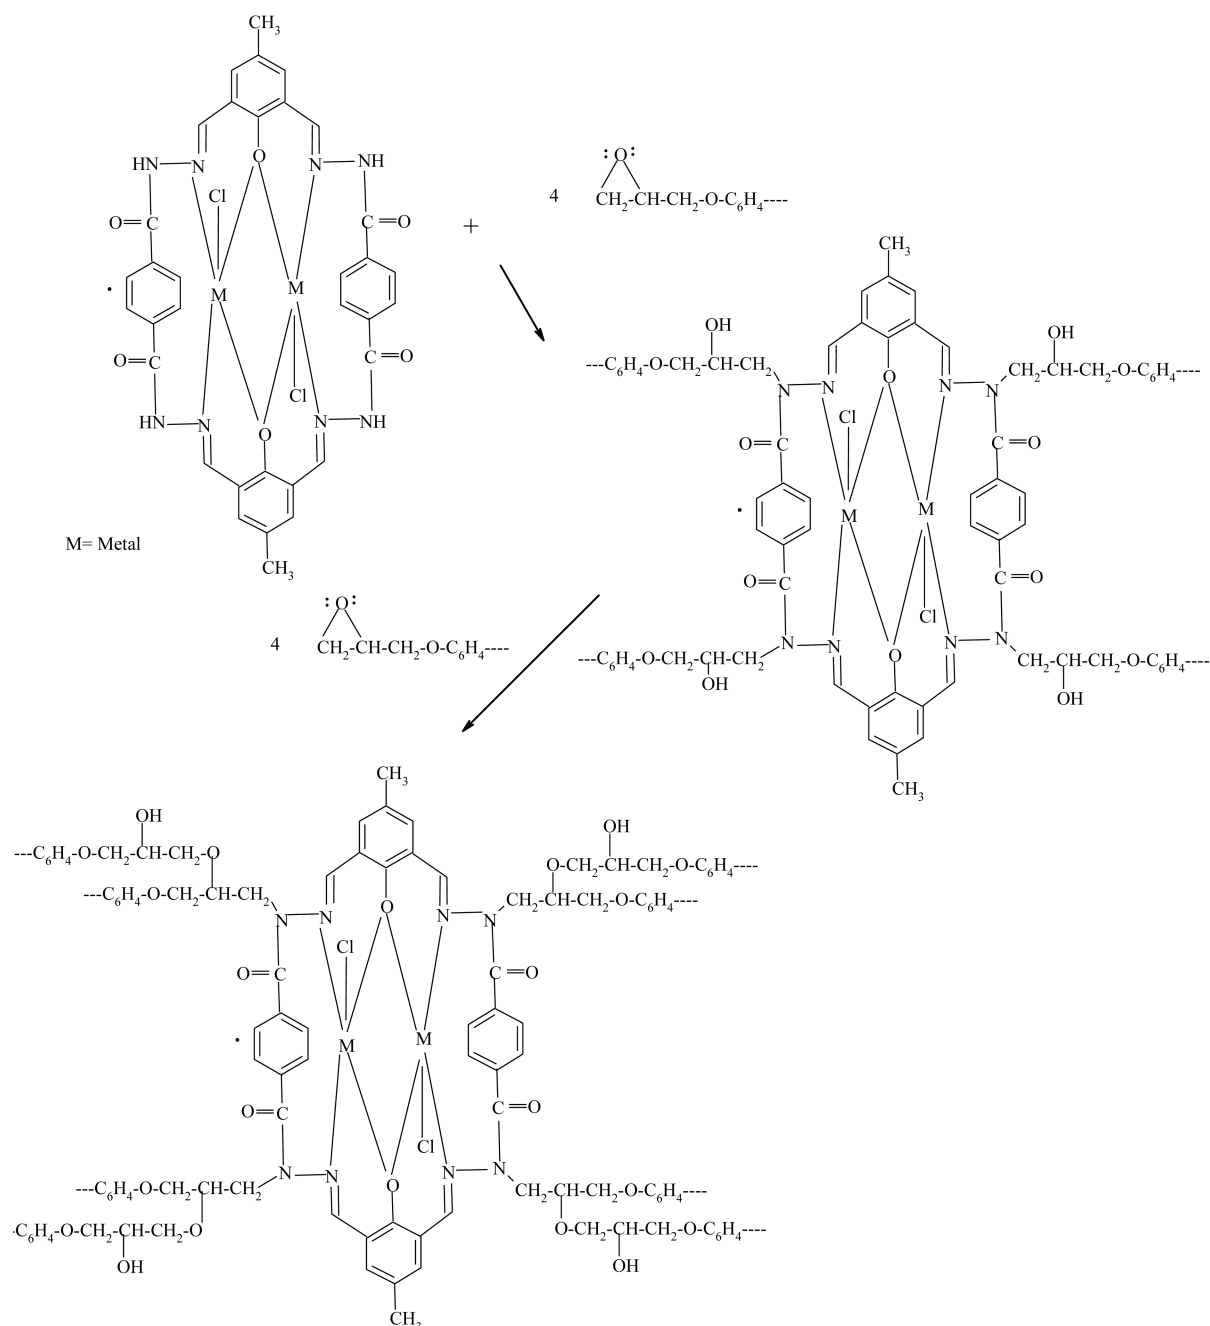 CH3
HN N O N NH
Cl
O=C C=O
M M
O=C C=O
Cl
HN N O N NH
CH3
M= Metal
+
4
:O:
CH2-CH-CH2-O-C6H4----
CH3
OH OH
---C6H4-O-CH2-CH-CH2 CH2-CH-CH2-O-C6H4----
N N O N N
Cl
O=C C=O
M M
O=C C=O
Cl
N N O N N
---C6H4-O-CH2-CH-CH2 CH2-CH-CH2-O-C6H4----
OH OH
CH3
4
:O:
CH2-CH-CH2-O-C6H4----
CH3
OH OH
---C6H4-O-CH2-CH-CH2-O O-CH2-CH-CH2-O-C6H4----
---C6H4-O-CH2-CH-CH2 CH2-CH-CH2-O-C6H4----
N N O N N
Cl
O=C C=O
M M
O=C C=O
Cl
N N O N N
---C6H4-O-CH2-CH-CH2 CH2-CH-CH2-O-C6H4----
C6H4-O-CH2-CH-CH2-O O-CH2-CH-CH2-O-C6H4----
OH OH
CH3